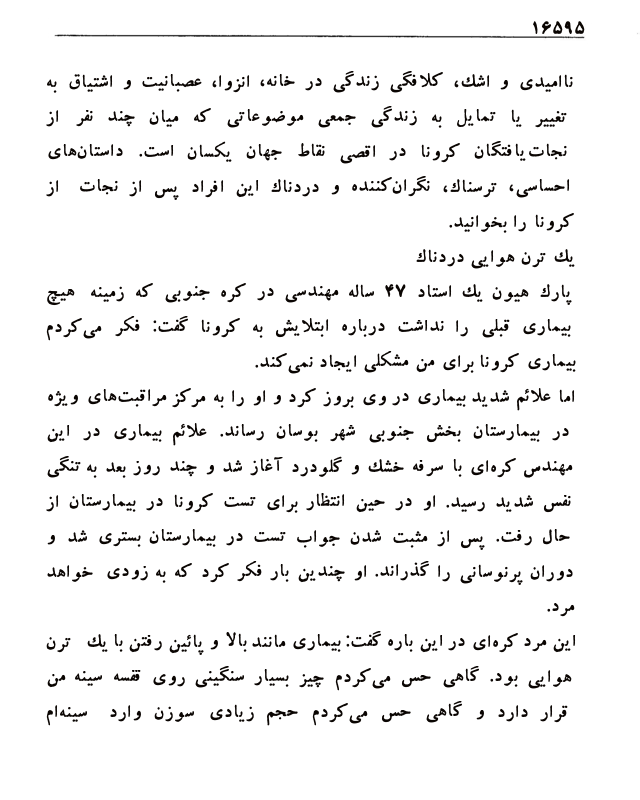 ۱۶۵۹۵
ناامیدی و اشك، کلافگی زندگی در خانه، انزوا، عصبانیت و اشتیاق به
تغییر یا تمایل به زندگی جمعی موضوعاتی که میان چند نفر از
نجات‌یافتگان کرونا در اقصی نقاط جهان یکسان است. داستان‌های
احساسی، ترسناك، نگران‌کننده و دردناك این افراد پس از نجات از
کرونا را بخوانید.
یك ترن هوایی دردناك
پارك هیون یك استاد ۴۷ ساله مهندسی در کره جنوبی که زمینه هیچ
بیماری قبلی را نداشت درباره ابتلایش به کرونا گفت: فکر می‌کردم
بیماری کرونا برای من مشکلی ایجاد نمی‌کند.
اما علائم شدید بیماری در وی بروز کرد و او را به مرکز مراقبت‌های ویژه
در بیمارستان بخش جنوبی شهر بوسان رساند. علائم بیماری در این
مهندس کره‌ای با سرفه خشك و گلودرد آغاز شد و چند روز بعد به تنگی
نفس شدید رسید. او در حین انتظار برای تست کرونا در بیمارستان از
حال رفت. پس از مثبت شدن جواب تست در بیمارستان بستری شد و
دوران پرنوسانی را گذراند. او چندین بار فکر کرد که به زودی خواهد
مرد.
این مرد کره‌ای در این باره گفت: بیماری مانند بالا و پائین رفتن با یك ترن
هوایی بود. گاهی حس می‌کردم چیز بسیار سنگینی روی قفسه سینه من
قرار دارد و گاهی حس می‌کردم حجم زیادی سوزن وارد سینه‌ام